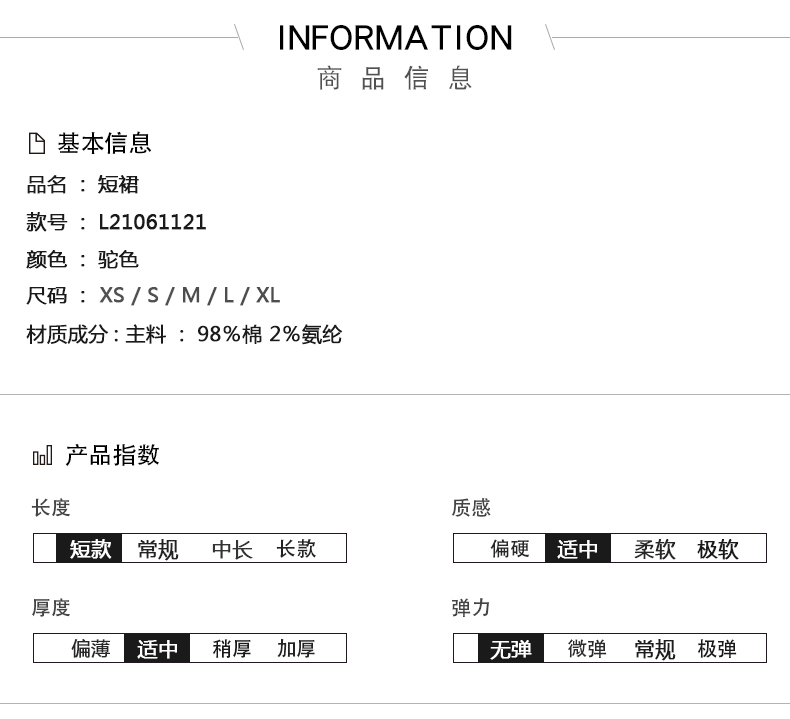 INFORMATION
商品信息
基本信息
品名 : 短裙
款号 : L21061121
颜色 : 驼色
尺码 : XS / S / M / L / XL
材质成分 : 主料 : 98%棉 2%氨纶
产品指数
长度
短款 常规 中长 长款
质感
偏硬 适中 柔软 极软
厚度
偏薄 适中 稍厚 加厚
弹力
无弹 微弹 常规 极弹